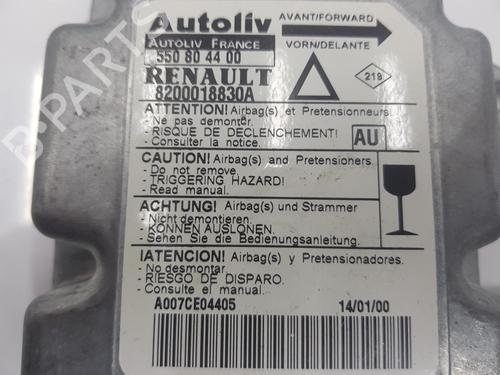 Autoliv
AVANT/FORWARD
AUTOLIV FRANCE
VORN/DELANTE
550 80 44 00
RENAULT
8200018830A
219
ATTENTION! Airbag(s) et Pretensionneurs
- Ne pas demonter.
- RISQUE DE DECLENCHEMENT!
- Consulter la notice.
AU
CAUTION! Airbag(s) and Pretensioners.
- Do not remove.
- TRIGGERING HAZARD!
- Read manual.
ACHTUNG! Airbag(s) und Strammer
- Nicht demontieren.
- KÖNNEN AUSLÖSEN.
- Sehen Sie die Bedienungsanleitung.
IATENCION! Airbag(s) y Pretensionadores.
- No desmontar.
- RIESGO DE DISPARO.
- Consulte el manual.
A007CE04405
14/01/00
B-PARTS